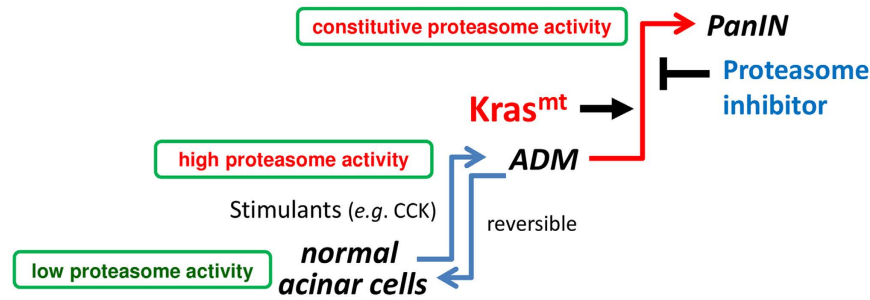 constitutive proteasome activity
PanIN
Proteasome
inhibitor
Kras^mt
high proteasome activity
ADM
Stimulants (e.g. CCK)
reversible
normal
acinar cells
low proteasome activity